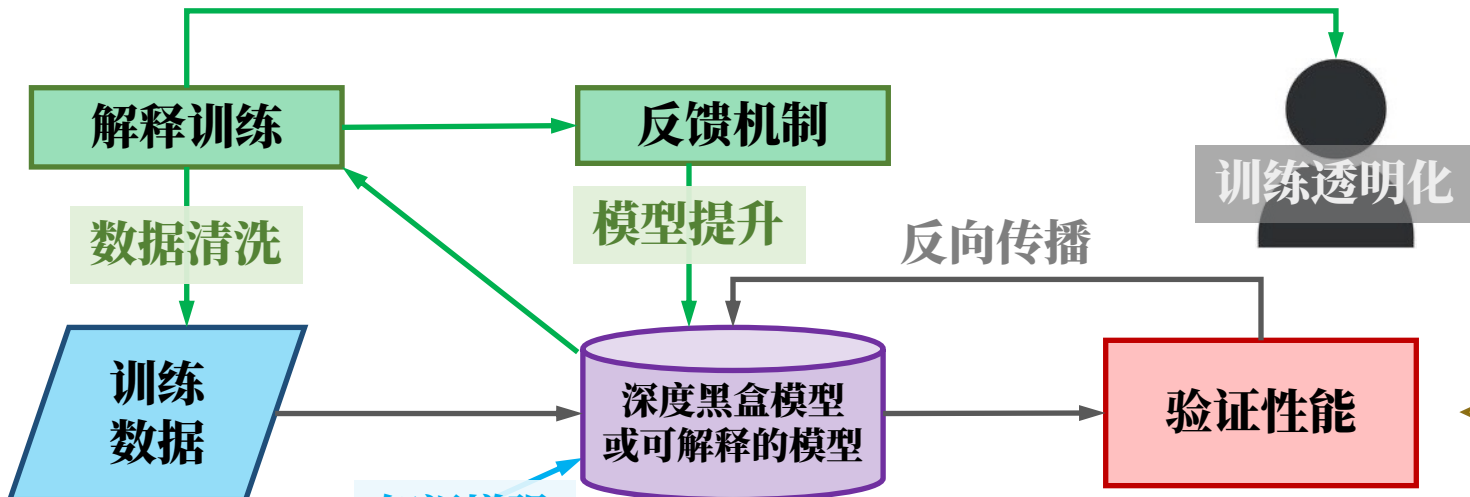 解释训练
反馈机制
训练透明化
数据清洗
模型提升
反向传播
训练
数据
深度黑盒模型
或可解释的模型
验证性能